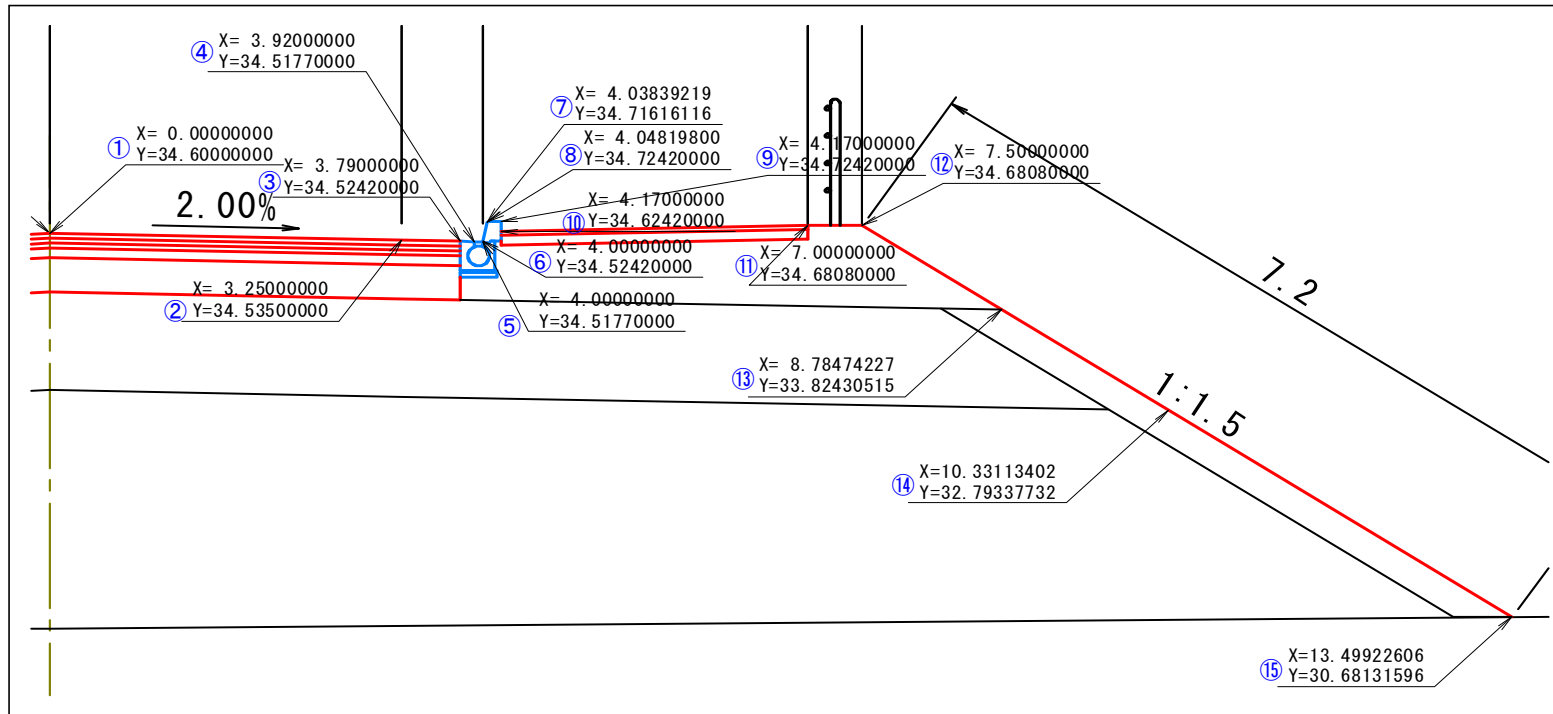 ④ X= 3.92000000
Y=34.51770000
① X= 0.00000000
Y=34.60000000
③ X= 3.79000000
Y=34.52420000
⑦ X= 4.03839219
Y=34.71616116
⑧ X= 4.04819800
Y=34.72420000
⑨ X= 4.17000000
Y=34.72420000
⑫ X= 7.50000000
Y=34.68080000
2.00%
⑩ X= 4.17000000
Y=34.62420000
⑥ X= 4.00000000
Y=34.52420000
⑪ X= 7.00000000
Y=34.68080000
② X= 3.25000000
Y=34.53500000
⑤ X= 4.00000000
Y=34.51770000
7.2
⑬ X= 8.78474227
Y=33.82430515
1:1.5
⑭ X=10.33113402
Y=32.79337732
⑮ X=13.49922606
Y=30.68131596